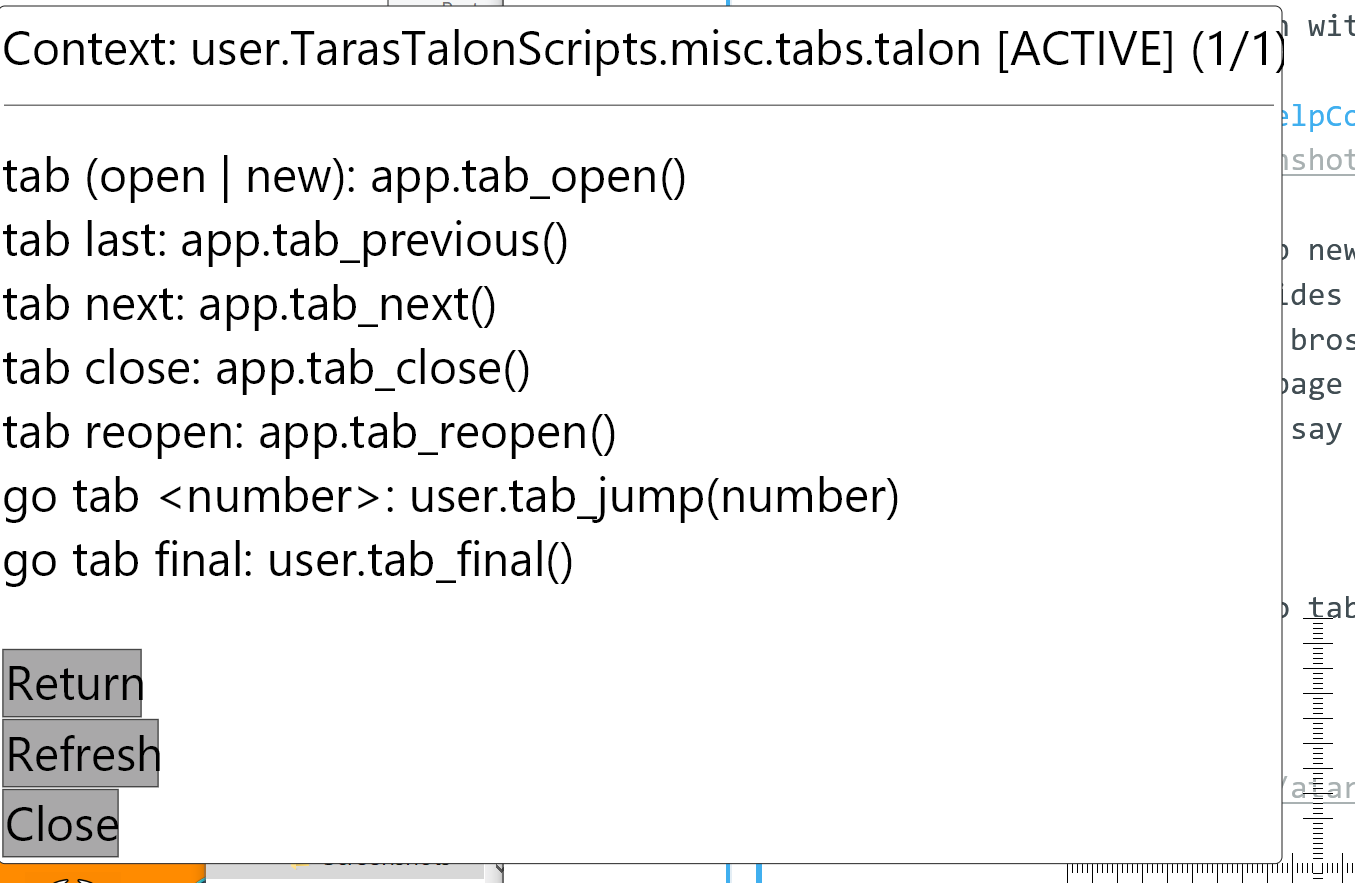 Context: user.TarasTalonScripts.misc.tabs.talon [ACTIVE] (1/1)
tab (open | new): app.tab_open()
tab last: app.tab_previous()
tab next: app.tab_next()
tab close: app.tab_close()
tab reopen: app.tab_reopen()
go tab <number>: user.tab_jump(number)
go tab final: user.tab_final()
Return
Refresh
Close
wit
elpCo
nshot
new
ides
bros
page
say
tab
/atar